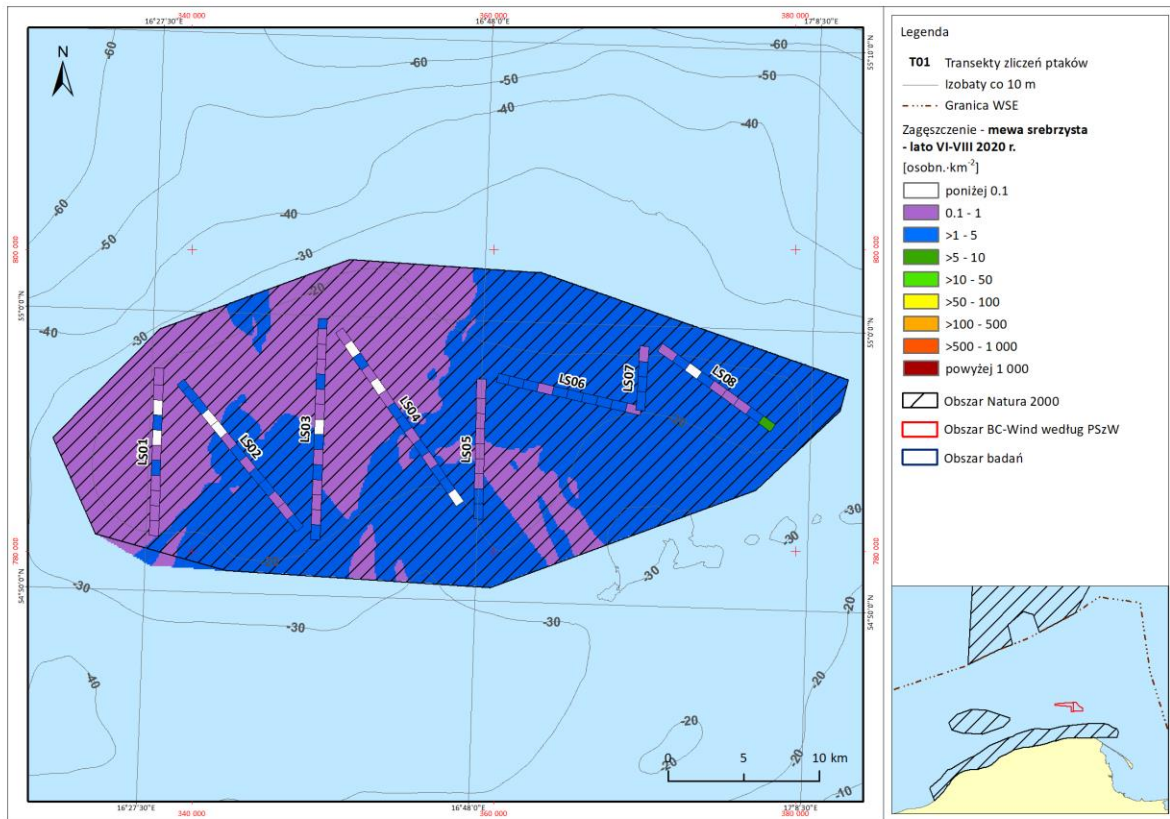 340 000
360 000
16°27'30"E
16°48'0"E
17°8'30"E
N
-60
-60
-60
-50
-50
-40
-40
-60
-50
-40
-30
-20
-40
-30
800 000
800 000
55°10'0"N
55°0'0"N
55°0'0"N
LS01
LS02
LS03
LS04
LS05
LS06
LS07
LS08
780 000
780 000
54°50'0"N
54°50'0"N
-30
-30
-30
-30
-30
-30
-20
-40
-20
-20
-20
-20
-10
0 5 10 km
16°27'30"E
16°48'0"E
17°8'30"E
340 000
360 000
380 000
Legenda
T01 Transekty zliczeń ptaków
Izobaty co 10 m
Granica WSE
Zagęszczenie - mewa srebrzysta
- lato VI-VIII 2020 r.
[osobn.·km⁻²]
poniżej 0.1
0.1 - 1
>1 - 5
>5 - 10
>10 - 50
>50 - 100
>100 - 500
>500 - 1 000
powyżej 1 000
Obszar Natura 2000
Obszar BC-Wind według PSzW
Obszar badań